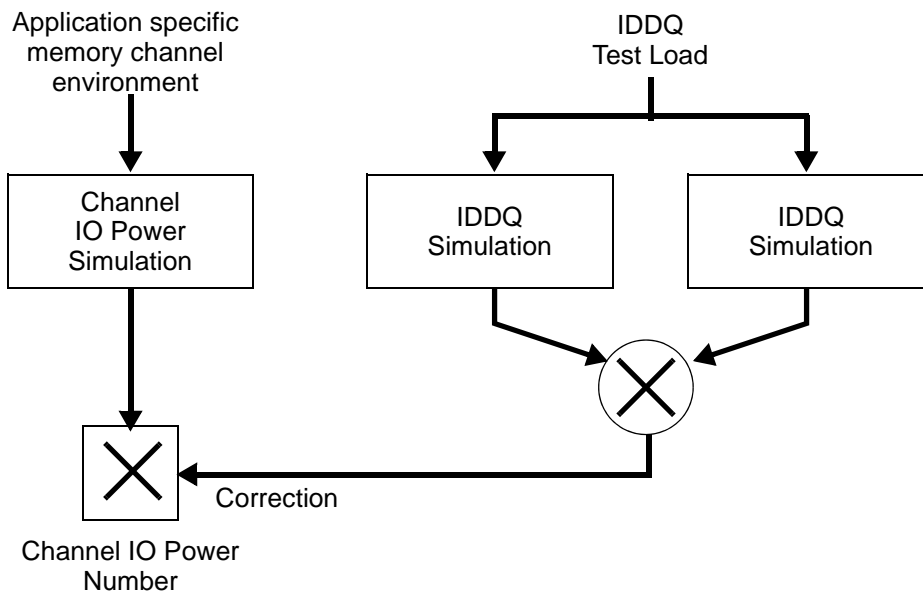 Application specific
memory channel
environment
IDDQ
Test Load
Channel
IO Power
Simulation
IDDQ
Simulation
IDDQ
Simulation
Correction
Channel IO Power
Number